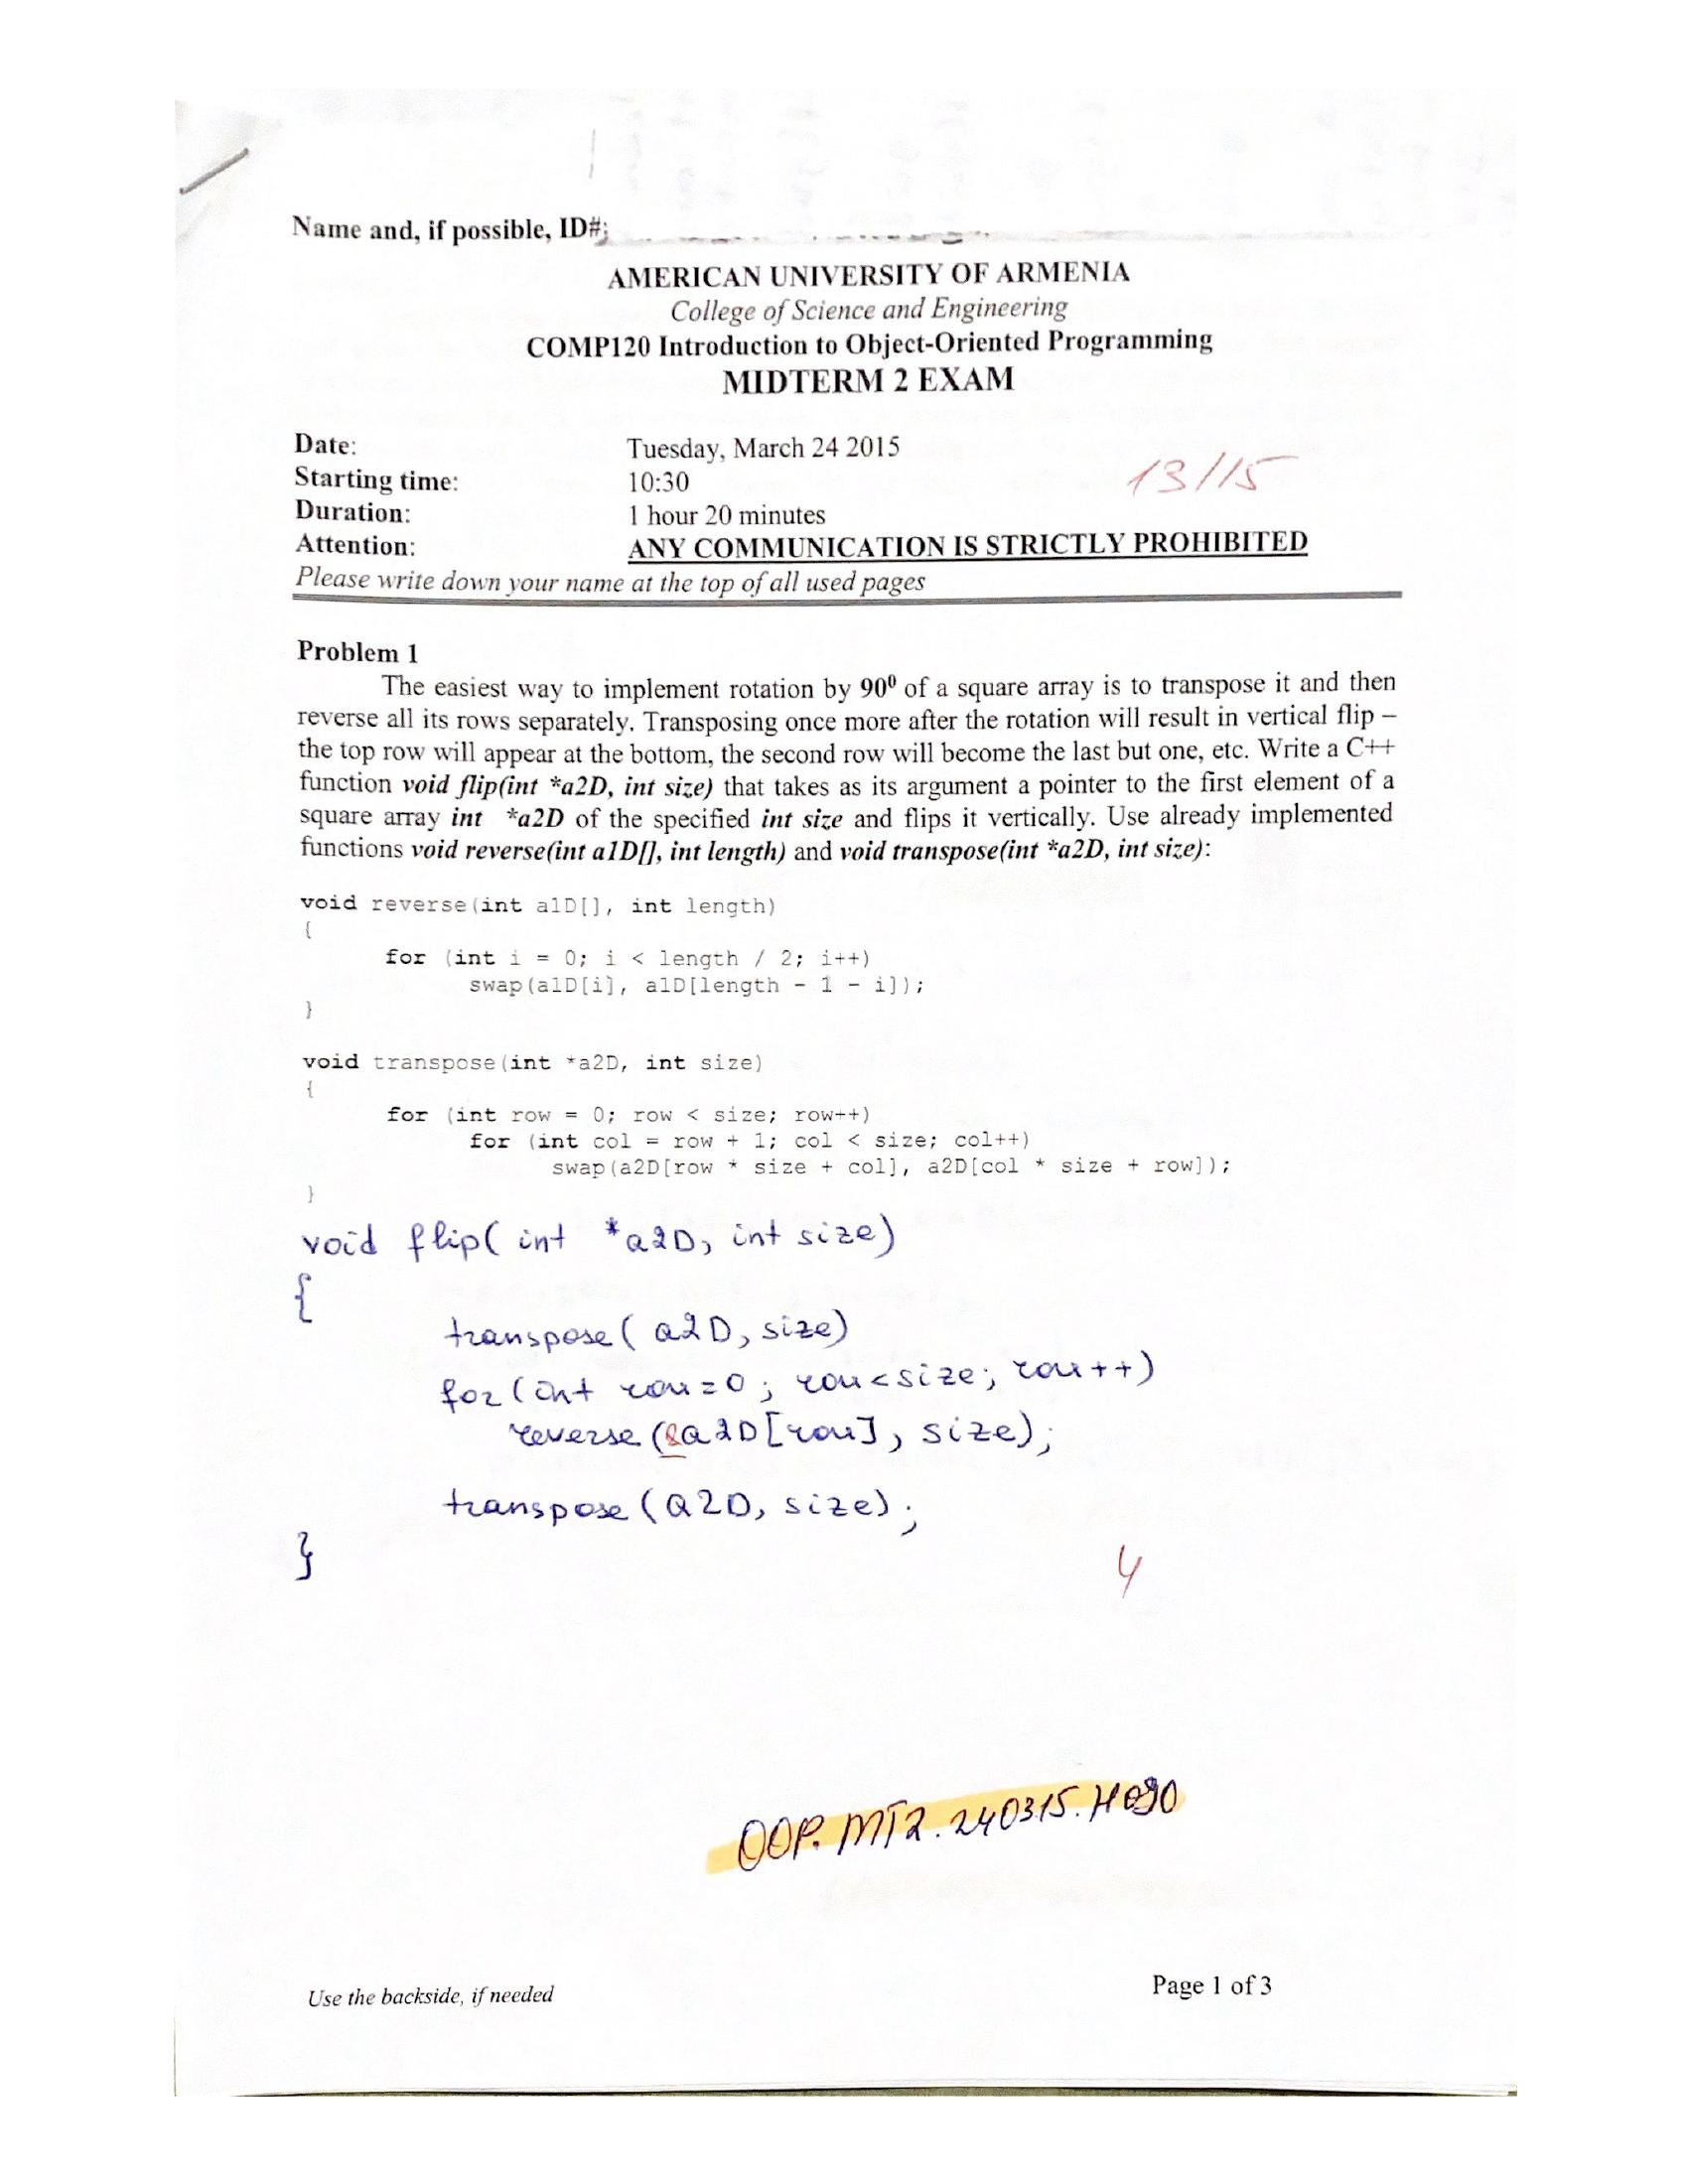 Name and, if possible, ID#:
AMERICAN UNIVERSITY OF ARMENIA
College of Science and Engineering
COMP120 Introduction to Object-Oriented Programming
MIDTERM 2 EXAM
Date: Tuesday, March 24 2015
13/15
Starting time: 10:30
Duration: 1 hour 20 minutes
Attention: ANY COMMUNICATION IS STRICTLY PROHIBITED
Please write down your name at the top of all used pages
Problem 1
The easiest way to implement rotation by 90⁰ of a square array is to transpose it and then
reverse all its rows separately. Transposing once more after the rotation will result in vertical flip –
the top row will appear at the bottom, the second row will become the last but one, etc. Write a C++
function void flip(int *a2D, int size) that takes as its argument a pointer to the first element of a
square array int *a2D of the specified int size and flips it vertically. Use already implemented
functions void reverse(int a1D[], int length) and void transpose(int *a2D, int size):
void reverse(int a1D[], int length)
{
for (int i = 0; i < length / 2; i++)
swap(a1D[i], a1D[length - 1 - i]);
}
void transpose(int *a2D, int size)
{
for (int row = 0; row < size; row++)
for (int col = row + 1; col < size; col++)
swap(a2D[row * size + col], a2D[col * size + row]);
}
void flip( int *a2D, int size)
{
transpose( a2D, size)
for (int row=0; row<size; row++)
reverse (&a2D[row], size);
transpose (a2D, size);
}
4
OOP. MT2. 240315. H090
Use the backside, if needed
Page 1 of 3